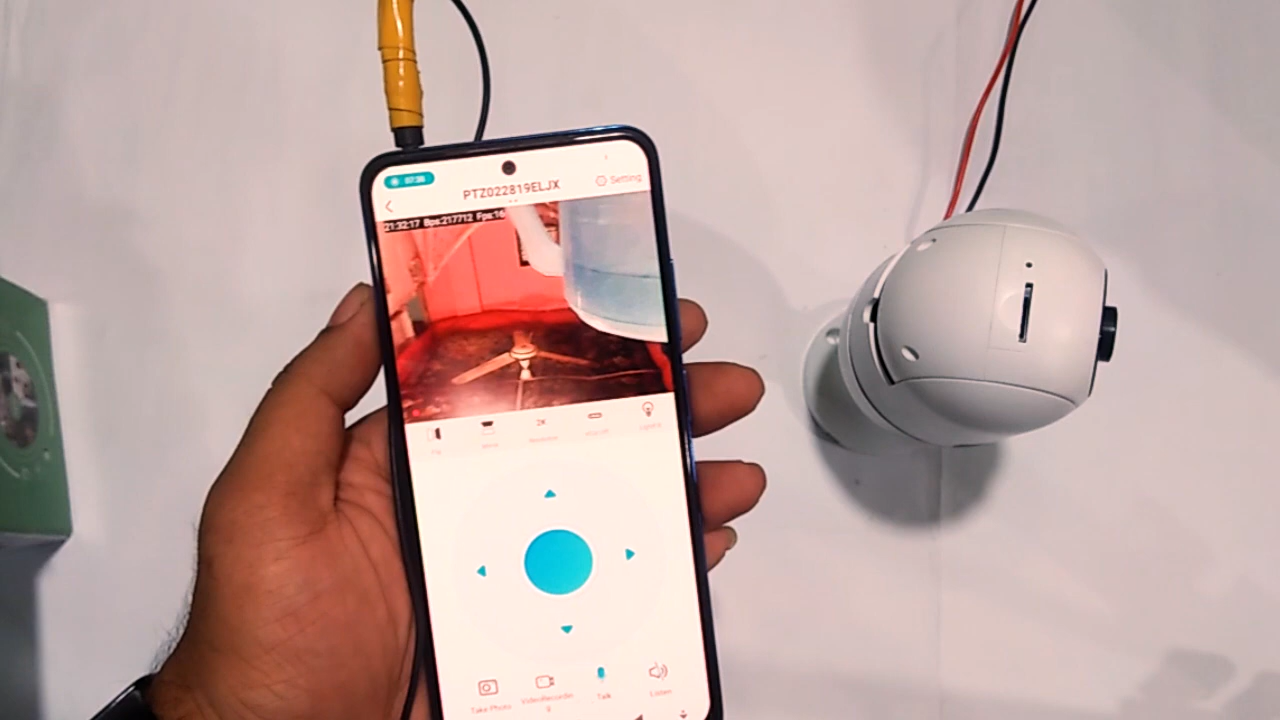 07:36
PTZ022819ELJX
Setting
21:32:17 Bps:217712 Fps:16
Take Photo
VideoRecordin
g
Talk
Listen